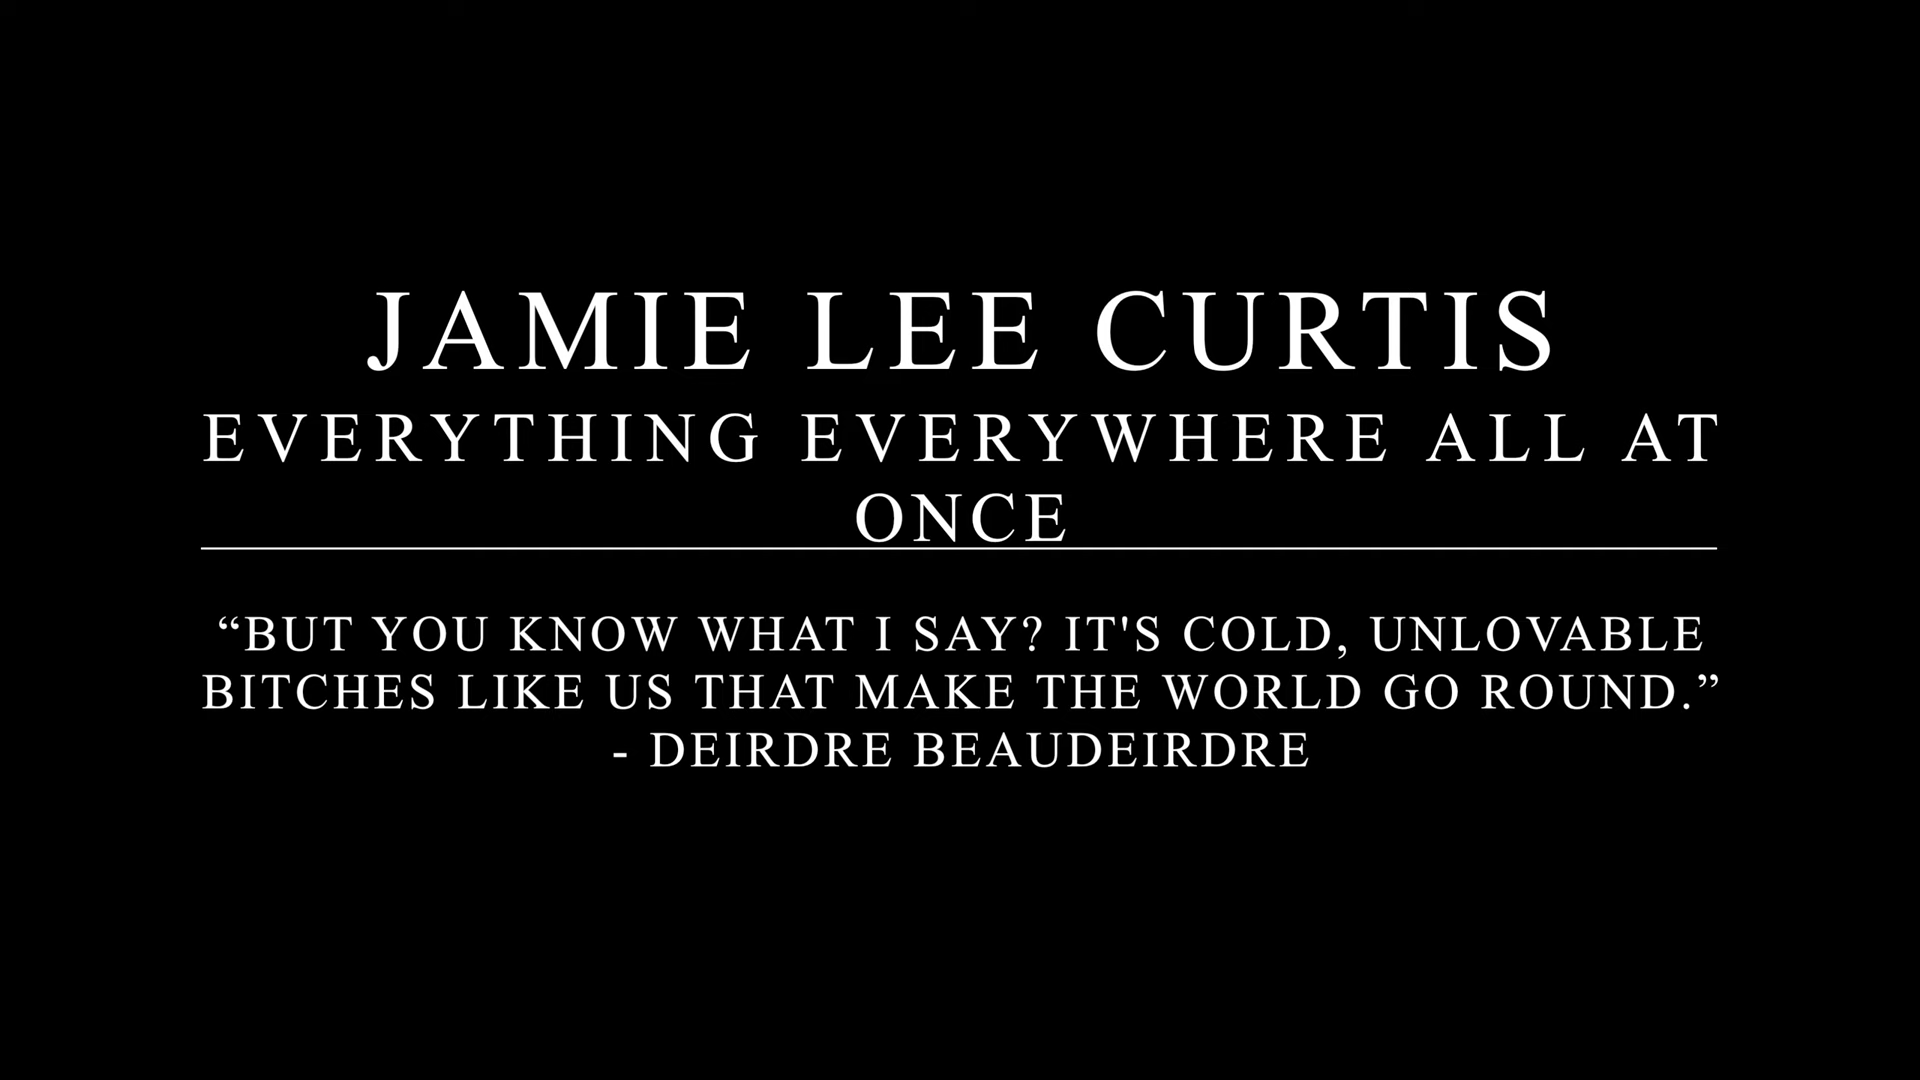 JAMIE LEE CURTIS
EVERYTHING EVERYWHERE ALL AT
ONCE
“BUT YOU KNOW WHAT I SAY? IT'S COLD, UNLOVABLE
BITCHES LIKE US THAT MAKE THE WORLD GO ROUND.”
- DEIRDRE BEAUDEIRDRE